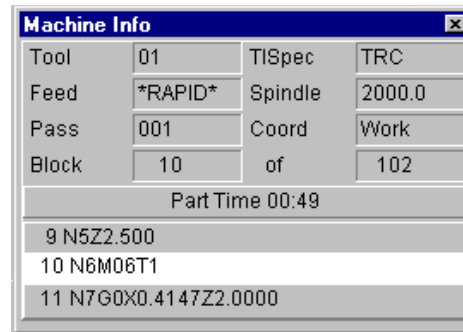 Machine Info
Tool 01 TlSpec TRC
Feed *RAPID* Spindle 2000.0
Pass 001 Coord Work
Block 10 of 102
Part Time 00:49
9 N5Z2.500
10 N6M06T1
11 N7G0X0.4147Z2.0000